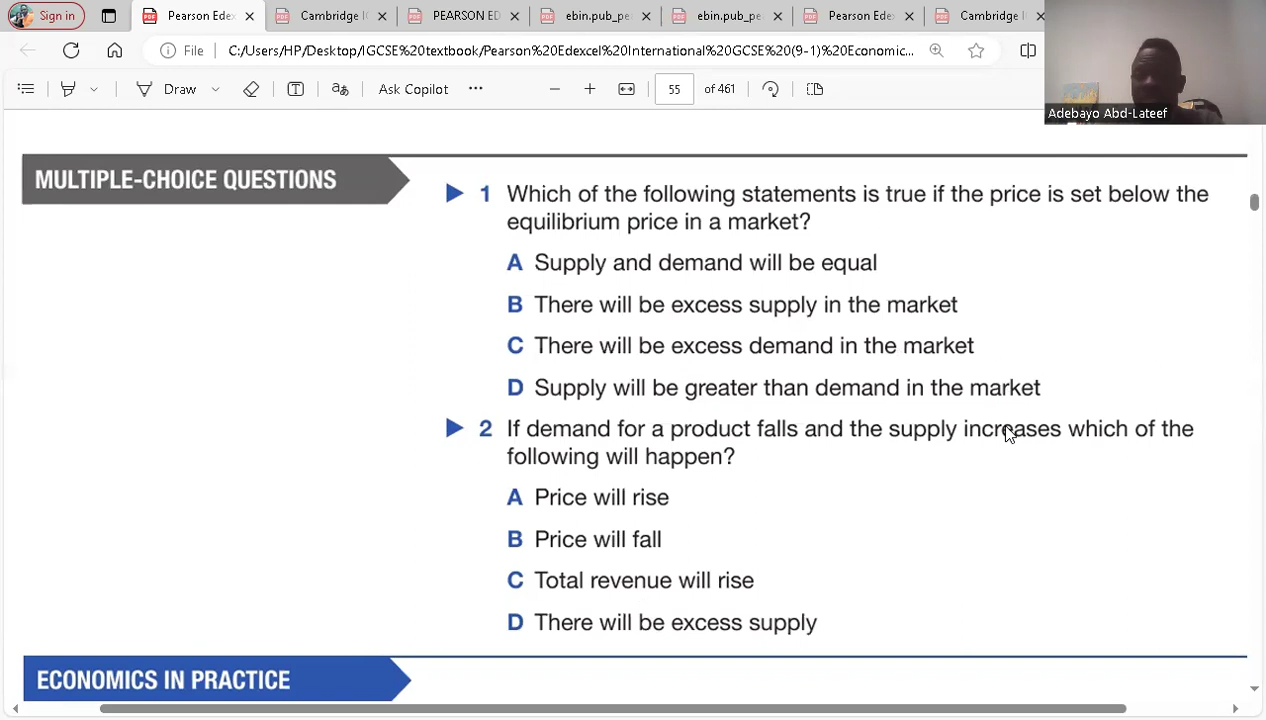 Sign in
Pearson Ede
Cambridge I
PEARSON ED
ebin.pub_pe
ebin.pub_pe
Pearson Ede
Cambridge I
File
C:/Users/HP/Desktop/IGCSE%20textbook/Pearson%20Edexcel%20International%20GCSE%20(9-1)%20Economic...
Draw
Ask Copilot
55
of 461
Adebayo Abd-Lateef
MULTIPLE-CHOICE QUESTIONS
1 Which of the following statements is true if the price is set below the
equilibrium price in a market?
A Supply and demand will be equal
B There will be excess supply in the market
C There will be excess demand in the market
D Supply will be greater than demand in the market
2 If demand for a product falls and the supply increases which of the
following will happen?
A Price will rise
B Price will fall
C Total revenue will rise
D There will be excess supply
ECONOMICS IN PRACTICE